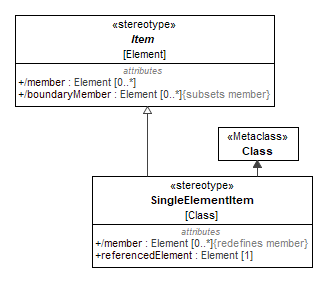 «stereotype»
Item
[Element]
attributes
+/member : Element [0..*]
+/boundaryMember : Element [0..*]{subsets member}
«Metaclass»
Class
«stereotype»
SingleElementItem
[Class]
attributes
+/member : Element [0..*]{redefines member}
+referencedElement : Element [1]